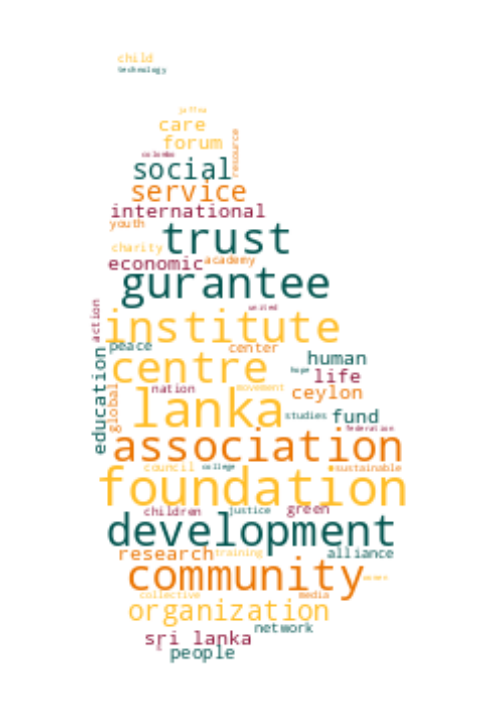 child
technology
jaffna
care
forum
resource
colombo
social
service
international
youth
trust
charity
economic academy
gurantee
united
action
institute
peace
center
centre
human
hope life
nation
movement
ceylon
global
education
lanka
studies fund
federation
association
council college
sustainable
foundation
children justice green
development
research training alliance
community
women
collective media
organization
network
sri lanka
people